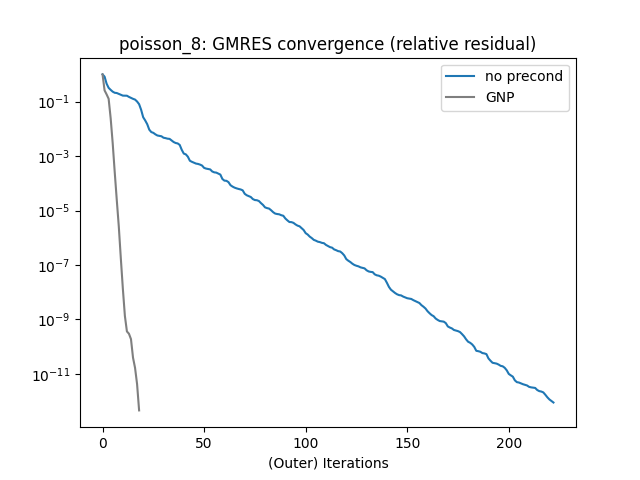 poisson_8: GMRES convergence (relative residual)
no precond
GNP
10⁻¹
10⁻³
10⁻⁵
10⁻⁷
10⁻⁹
10⁻¹¹
0 50 100 150 200
(Outer) Iterations